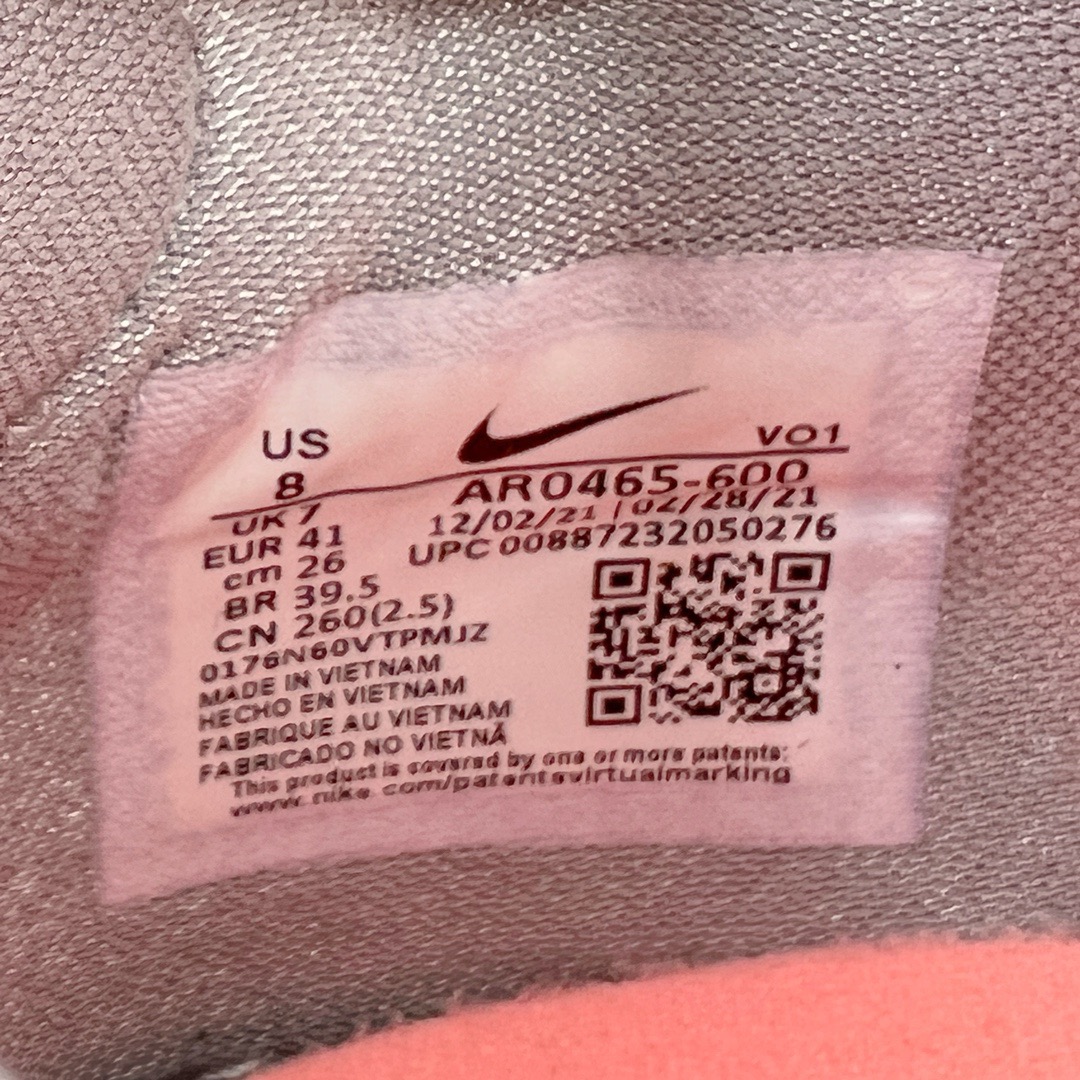 US
8
VO1
AR0465-600
12/02/21 | 02/28/21
UPC 00887232050276
UK 7
EUR 41
cm 26
BR 39.5
CN 260(2.5)
0176N60VTPMJZ
MADE IN VIETNAM
HECHO EN VIETNAM
FABRIQUE AU VIETNAM
FABRICADO NO VIETNÃ
This product is covered by one or more patents:
www.nike.com/patentsvirtualmarking